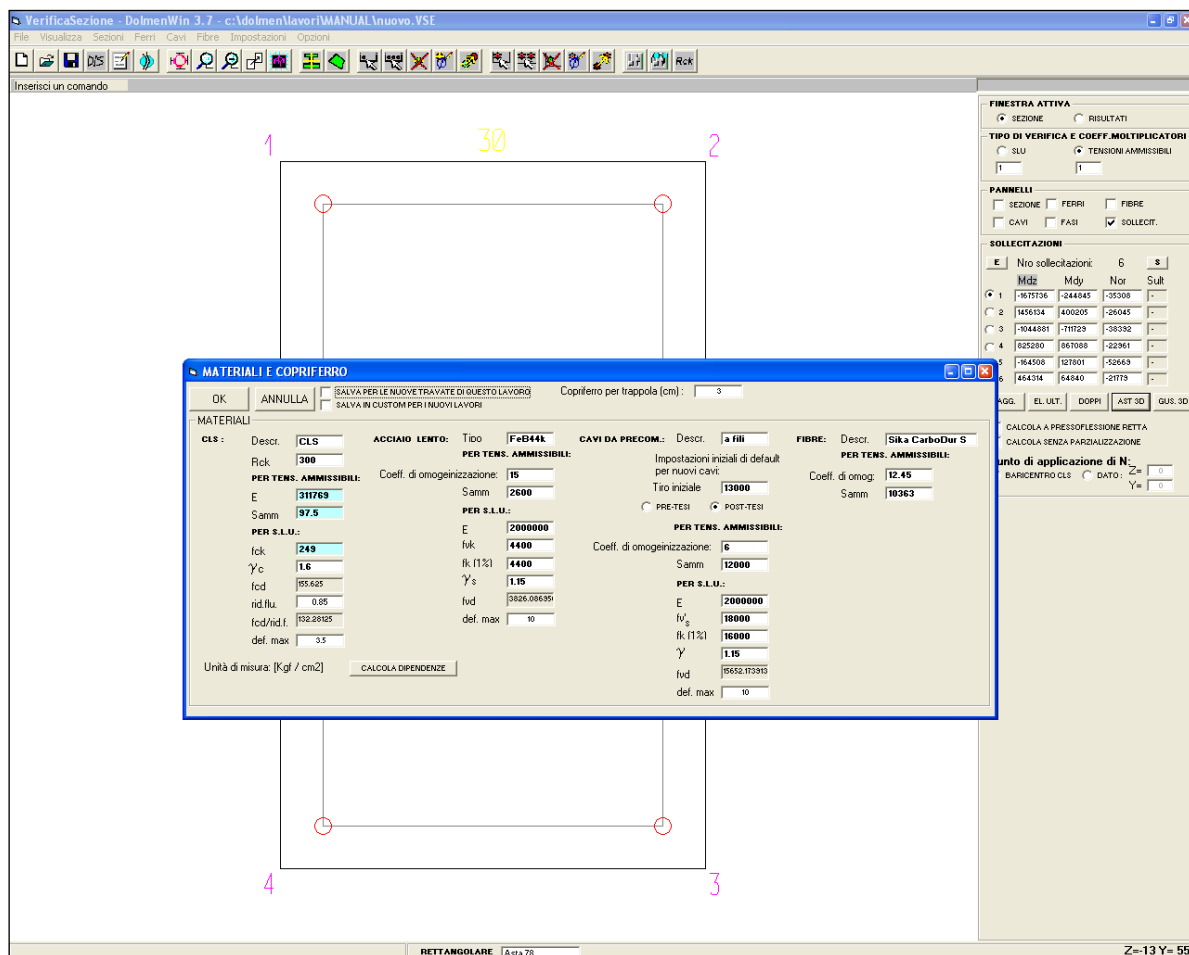 VerificaSezione - DolmenWin 3.7 - c:\dolmen\lavori\MANUAL\nuovo.VSE
File Visualizza Sezioni Ferri Cavi Fibre Impostazioni Opzioni
D/S Rck
Inserisci un comando
1 30 2
FINESTRA ATTIVA
SEZIONE RISULTATI
TIPO DI VERIFICA E COEFF.MOLTIPLICATORI
SLU TENSIONI AMMISSIBILI
1 1
PANNELLI
SEZIONE FERRI FIBRE
CAVI FASI SOLLECIT.
SOLLECITAZIONI
E Nro sollecitazioni: 6 S
Mdz Mdy Nor Sult
1 -1675736 -244845 -35308 -
2 1456134 400205 -26045 -
3 -1044881 -711729 -38392 -
4 825280 867088 -22961 -
5 -164508 127801 -52669 -
6 464314 64840 -21779 -
AGG. EL. ULT. DOPPI AST 3D GUS. 3D
CALCOLA A PRESSOFLESSIONE RETTA
CALCOLA SENZA PARZIALIZZAZIONE
unto di applicazione di N:
BARICENTRO CLS DATO : Z= 0
Y= 0
MATERIALI E COPRIFERRO
OK ANNULLA
SALVA PER LE NUOVE TRAVATE DI QUESTO LAVORO
SALVA IN CUSTOM PER I NUOVI LAVORI
Copriferro per trappola (cm) : 3
MATERIALI
CLS :
Descr. CLS
Rck 300
PER TENS. AMMISSIBILI:
E 311769
Samm 97.5
PER S.L.U.:
fck 249
γc 1.6
fcd 155.625
rid.flu. 0.85
fcd/rid.f. 132.28125
def. max 3.5
Unità di misura: [Kgf / cm2] CALCOLA DIPENDENZE
ACCIAIO LENTO: Tipo FeB44k
PER TENS. AMMISSIBILI:
Coeff. di omogeinizzazione: 15
Samm 2600
PER S.L.U.:
E 2000000
fvk 4400
fk (1%) 4400
γs 1.15
fvd 3826.08695
def. max 10
CAVI DA PRECOM.: Descr. a fili
Impostazioni iniziali di default
per nuovi cavi:
Tiro iniziale 13000
PRE-TESI POST-TESI
PER TENS. AMMISSIBILI:
Coeff. di omogeinizzazione: 6
Samm 12000
PER S.L.U.:
E 2000000
fv's 18000
fk (1%) 16000
γ 1.15
fvd 15652.173913
def. max 10
FIBRE: Descr. Sika CarboDur S
PER TENS. AMMISSIBILI:
Coeff. di omog: 12.45
Samm 10363
4 3
RETTANGOLARE Asta 78
Z=-13 Y= 55